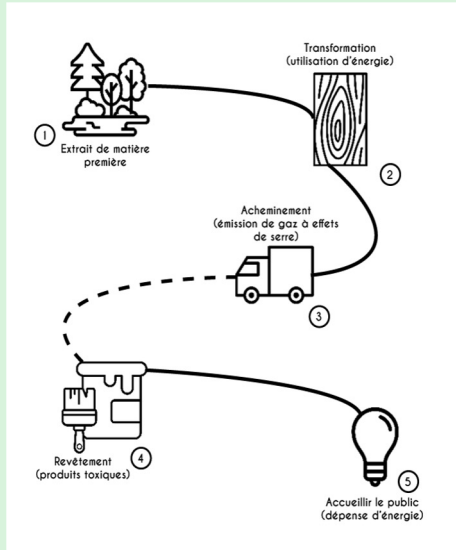 Transformation
(utilisation d'énergie)
1
Extrait de matière
première
2
Acheminement
(émission de gaz à effets
de serre)
3
Revêtement
(produits toxiques)
4
5
Accueillir le public
(dépense d'énergie)